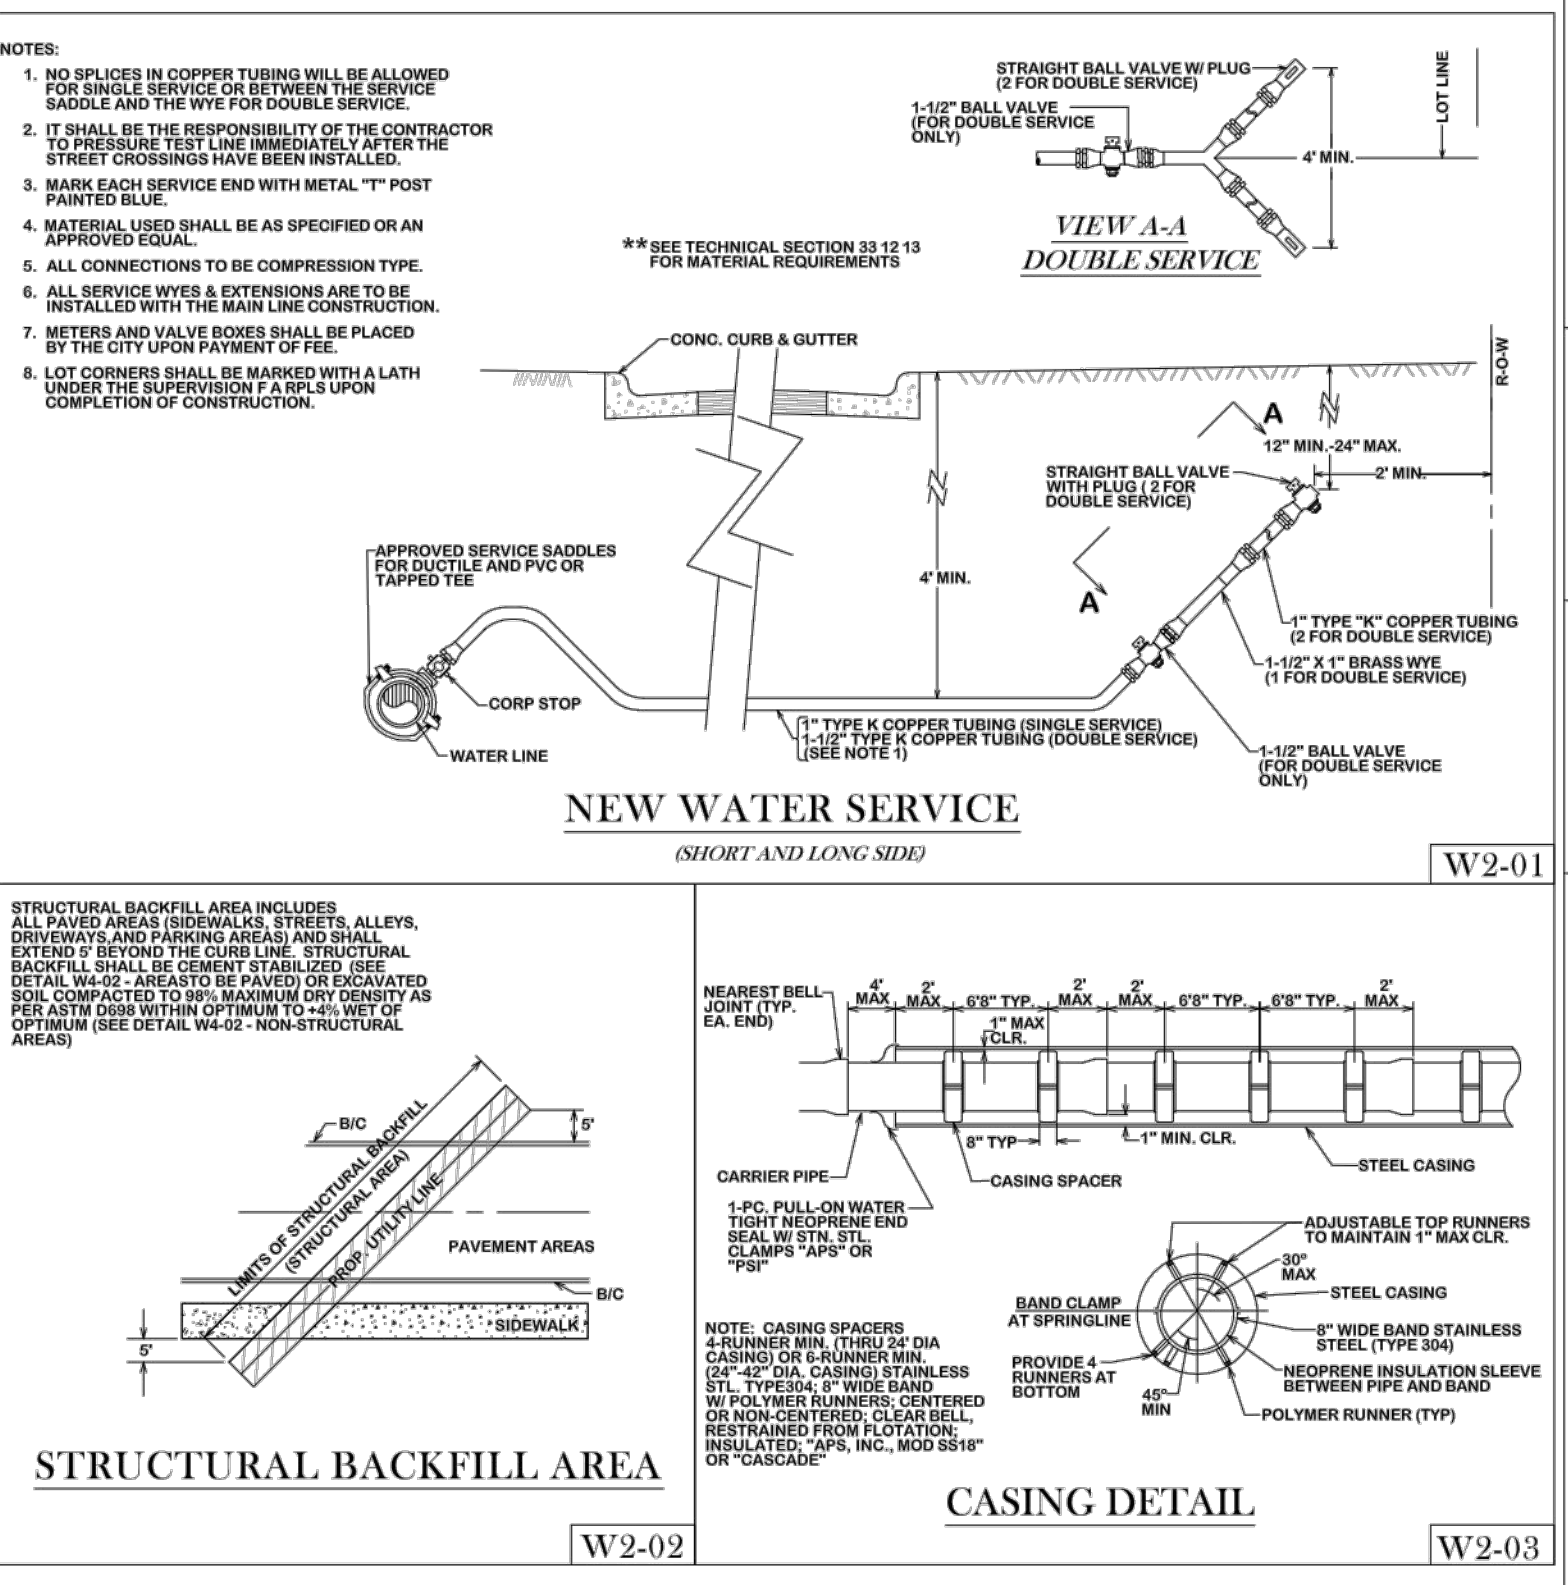 NOTES:
1. NO SPLICES IN COPPER TUBING WILL BE ALLOWED
FOR SINGLE SERVICE OR BETWEEN THE SERVICE
SADDLE AND THE WYE FOR DOUBLE SERVICE.
2. IT SHALL BE THE RESPONSIBILITY OF THE CONTRACTOR
TO PRESSURE TEST LINE IMMEDIATELY AFTER THE
STREET CROSSINGS HAVE BEEN INSTALLED.
3. MARK EACH SERVICE END WITH METAL "T" POST
PAINTED BLUE.
4. MATERIAL USED SHALL BE AS SPECIFIED OR AN
APPROVED EQUAL.
5. ALL CONNECTIONS TO BE COMPRESSION TYPE.
6. ALL SERVICE WYES & EXTENSIONS ARE TO BE
INSTALLED WITH THE MAIN LINE CONSTRUCTION.
7. METERS AND VALVE BOXES SHALL BE PLACED
BY THE CITY UPON PAYMENT OF FEE.
8. LOT CORNERS SHALL BE MARKED WITH A LATH
UNDER THE SUPERVISION F A RPLS UPON
COMPLETION OF CONSTRUCTION.
**SEE TECHNICAL SECTION 33 12 13
FOR MATERIAL REQUIREMENTS
STRAIGHT BALL VALVE W/ PLUG
(2 FOR DOUBLE SERVICE)
1-1/2" BALL VALVE
(FOR DOUBLE SERVICE
ONLY)
4' MIN.
LOT LINE
VIEW A-A
DOUBLE SERVICE
CONC. CURB & GUTTER
R-O-W
A
12" MIN.-24" MAX.
2' MIN.
STRAIGHT BALL VALVE
WITH PLUG ( 2 FOR
DOUBLE SERVICE)
4' MIN.
A
APPROVED SERVICE SADDLES
FOR DUCTILE AND PVC OR
TAPPED TEE
1" TYPE "K" COPPER TUBING
(2 FOR DOUBLE SERVICE)
1-1/2" X 1" BRASS WYE
(1 FOR DOUBLE SERVICE)
CORP STOP
WATER LINE
1" TYPE K COPPER TUBING (SINGLE SERVICE)
1-1/2" TYPE K COPPER TUBING (DOUBLE SERVICE)
(SEE NOTE 1)
1-1/2" BALL VALVE
(FOR DOUBLE SERVICE
ONLY)
NEW WATER SERVICE
(SHORT AND LONG SIDE)
W2-01
STRUCTURAL BACKFILL AREA INCLUDES
ALL PAVED AREAS (SIDEWALKS, STREETS, ALLEYS,
DRIVEWAYS,AND PARKING AREAS) AND SHALL
EXTEND 5' BEYOND THE CURB LINE. STRUCTURAL
BACKFILL SHALL BE CEMENT STABILIZED (SEE
DETAIL W4-02 - AREASTO BE PAVED) OR EXCAVATED
SOIL COMPACTED TO 98% MAXIMUM DRY DENSITY AS
PER ASTM D698 WITHIN OPTIMUM TO +4% WET OF
OPTIMUM (SEE DETAIL W4-02 - NON-STRUCTURAL
AREAS)
B/C
5'
LIMITS OF STRUCTURAL BACKFILL
(STRUCTURAL AREA)
PROP. UTILITY LINE
PAVEMENT AREAS
B/C
SIDEWALK
5'
STRUCTURAL BACKFILL AREA
W2-02
NEAREST BELL
JOINT (TYP.
EA. END)
4'
MAX
2'
MAX
6'8" TYP.
2'
MAX
2'
MAX
6'8" TYP.
6'8" TYP.
2'
MAX
1" MAX
CLR.
8" TYP
1" MIN. CLR.
STEEL CASING
CARRIER PIPE
CASING SPACER
1-PC. PULL-ON WATER
TIGHT NEOPRENE END
SEAL W/ STN. STL.
CLAMPS "APS" OR
"PSI"
ADJUSTABLE TOP RUNNERS
TO MAINTAIN 1" MAX CLR.
30°
MAX
STEEL CASING
BAND CLAMP
AT SPRINGLINE
8" WIDE BAND STAINLESS
STEEL (TYPE 304)
PROVIDE 4
RUNNERS AT
BOTTOM
NEOPRENE INSULATION SLEEVE
BETWEEN PIPE AND BAND
45°
MIN
POLYMER RUNNER (TYP)
NOTE: CASING SPACERS
4-RUNNER MIN. (THRU 24' DIA
CASING) OR 6-RUNNER MIN.
(24"-42" DIA. CASING) STAINLESS
STL. TYPE304; 8" WIDE BAND
W/ POLYMER RUNNERS; CENTERED
OR NON-CENTERED; CLEAR BELL,
RESTRAINED FROM FLOTATION;
INSULATED; "APS, INC., MOD SS18"
OR "CASCADE"
CASING DETAIL
W2-03